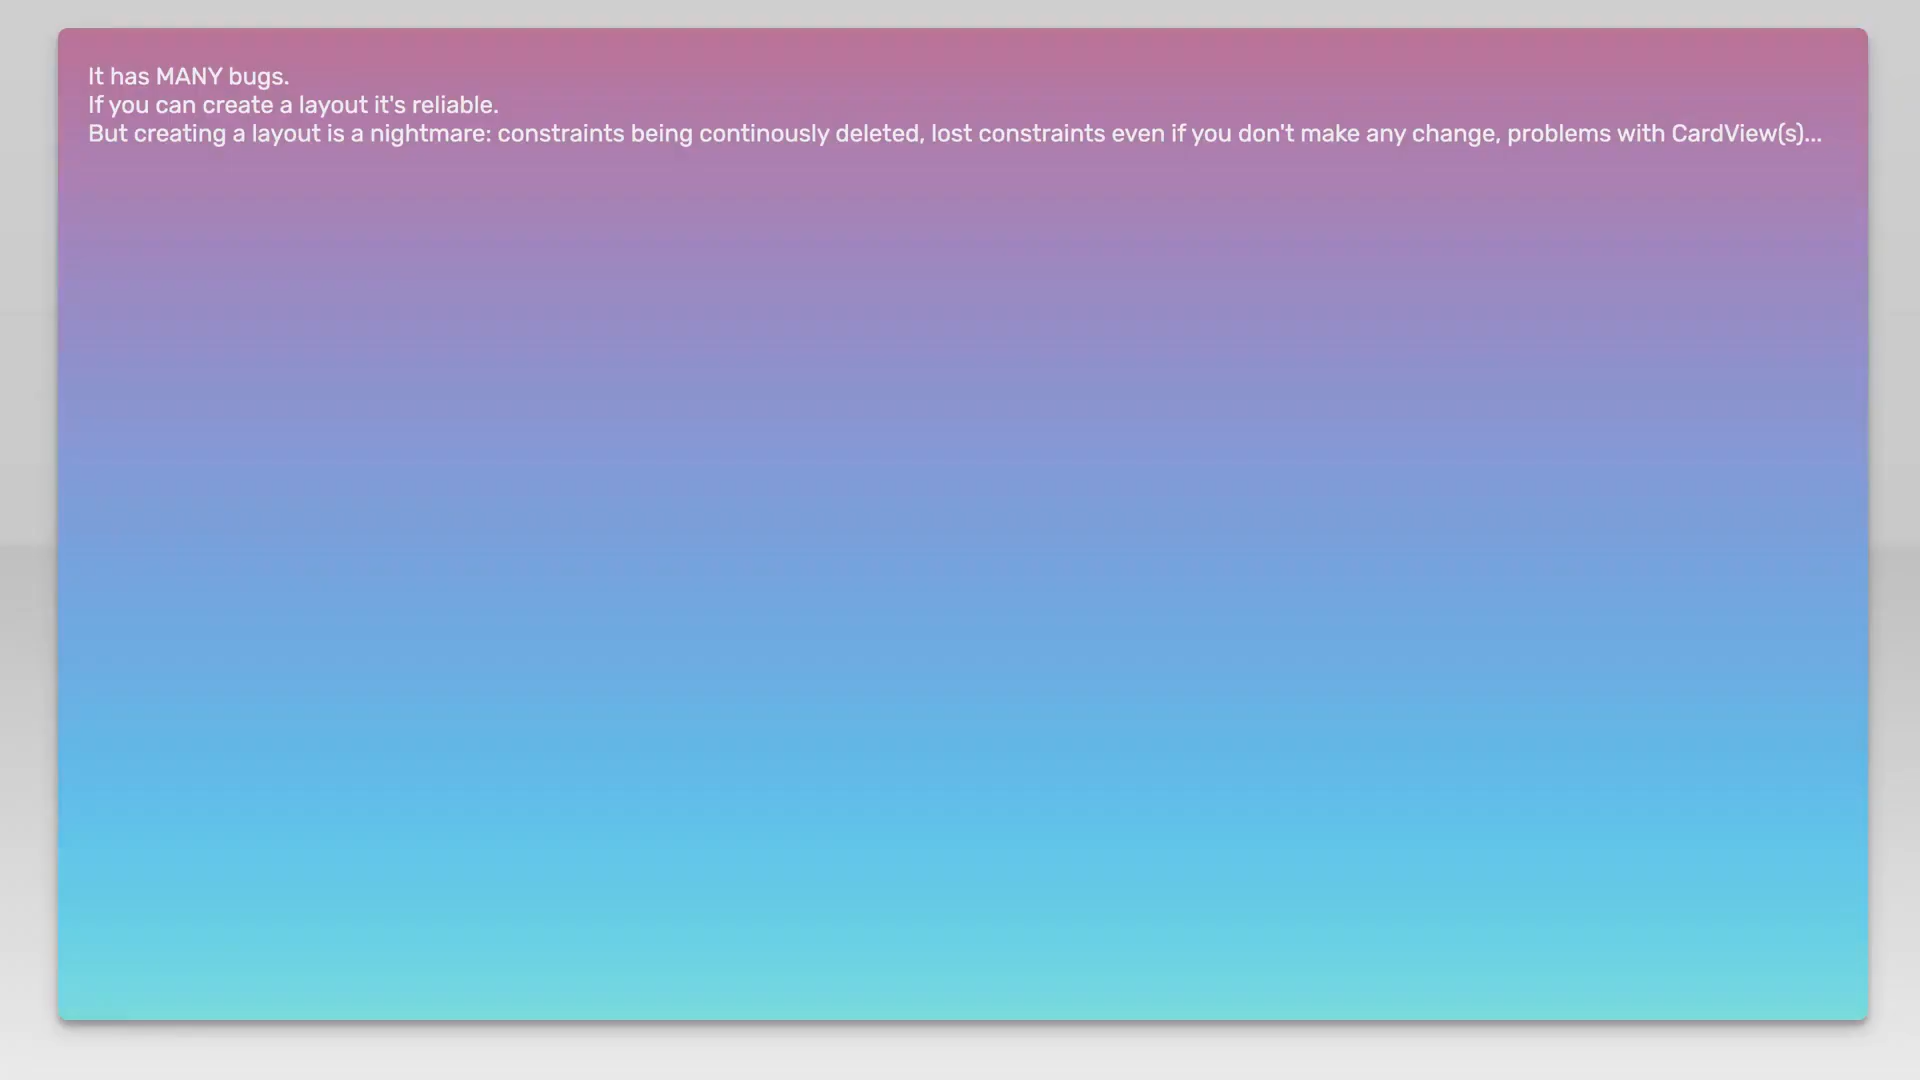 It has MANY bugs.
If you can create a layout it's reliable.
But creating a layout is a nightmare: constraints being continously deleted, lost constraints even if you don't make any change, problems with CardView(s)...